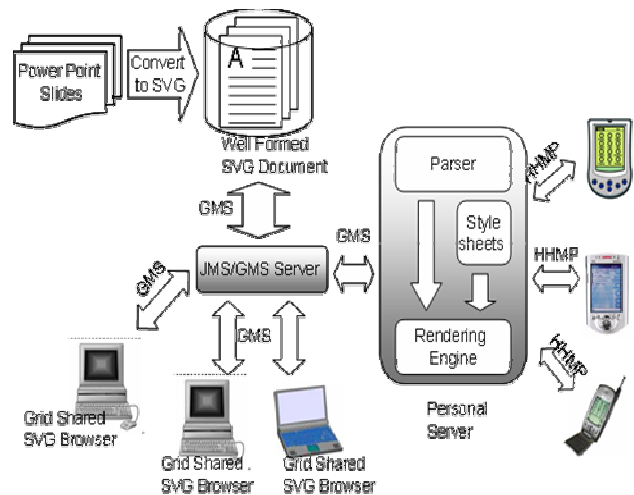 Power Point
Slides
Convert
to SVG
A
Well Formed
SVG Document
GMS
JMS/GMS Server
GMS
GMS
GMS
Parser
Style
sheets
Rendering
Engine
Personal
Server
HHMP
HHMP
HHMP
Grid Shared
SVG Browser
Grid Shared
SVG Browser
Grid Shared
SVG Browser